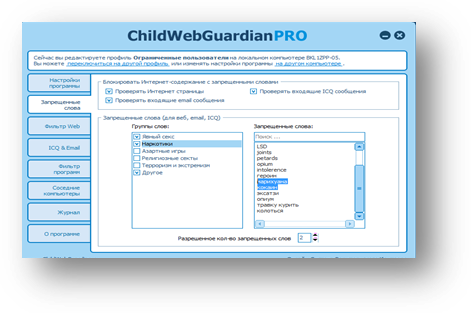 ChildWebGuardianPRO
Сейчас вы редактируете профиль Ограниченные пользователи на локальном компьютере BKL1ZPP-05.
Вы можете переключиться на другой профиль или изменять настройки программы на другом компьютере.
Настройки программы
Запрещенные слова
Фильтр Web
ICQ & Email
Фильтр программ
Соседние компьютеры
Журнал
О программе
Блокировать Интернет-содержание с запрещенными словами
Проверять Интернет страницы
Проверять входящие ICQ сообщения
Проверять входящие email сообщения
Запрещенные слова (для веб, email, ICQ)
Группы слов:
Явный секс
Наркотики
Азартные игры
Религиозные секты
Терроризм и экстремизм
Другое
Запрещенные слова:
Поиск ...
LSD
joints
petards
opium
intolerence
героин
марихуана
кокаин
экстази
опиум
травку курить
колоться
Разрешенное кол-во запрещенных слов 2